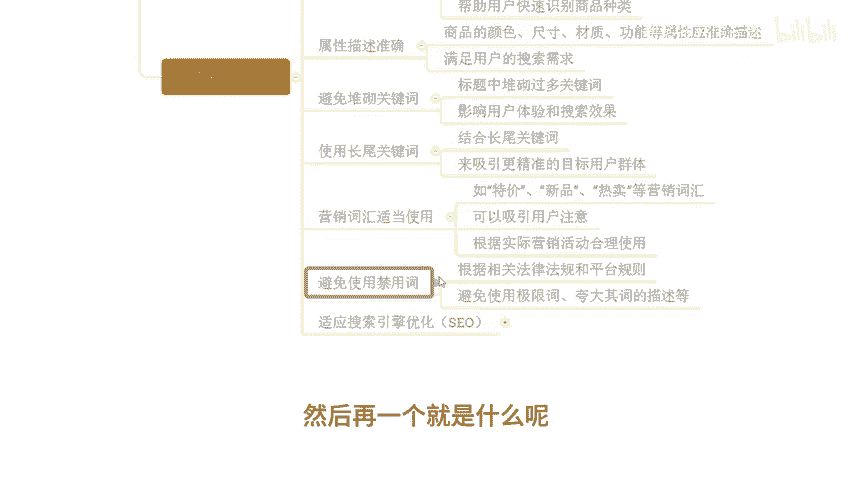 帮助用户快速识别商品种类
属性描述准确
商品的颜色、尺寸、材质、功能等属性应准确描述
满足用户的搜索需求
避免堆砌关键词
标题中堆砌过多关键词
影响用户体验和搜索效果
使用长尾关键词
结合长尾关键词
来吸引更精准的目标用户群体
营销词汇适当使用
如“特价”、“新品”、“热卖”等营销词汇
可以吸引用户注意
根据实际营销活动合理使用
避免使用禁用词
根据相关法律法规和平台规则
避免使用极限词、夸大其词的描述等
适应搜索引擎优化（SEO）
然后再一个就是什么呢
bilibili